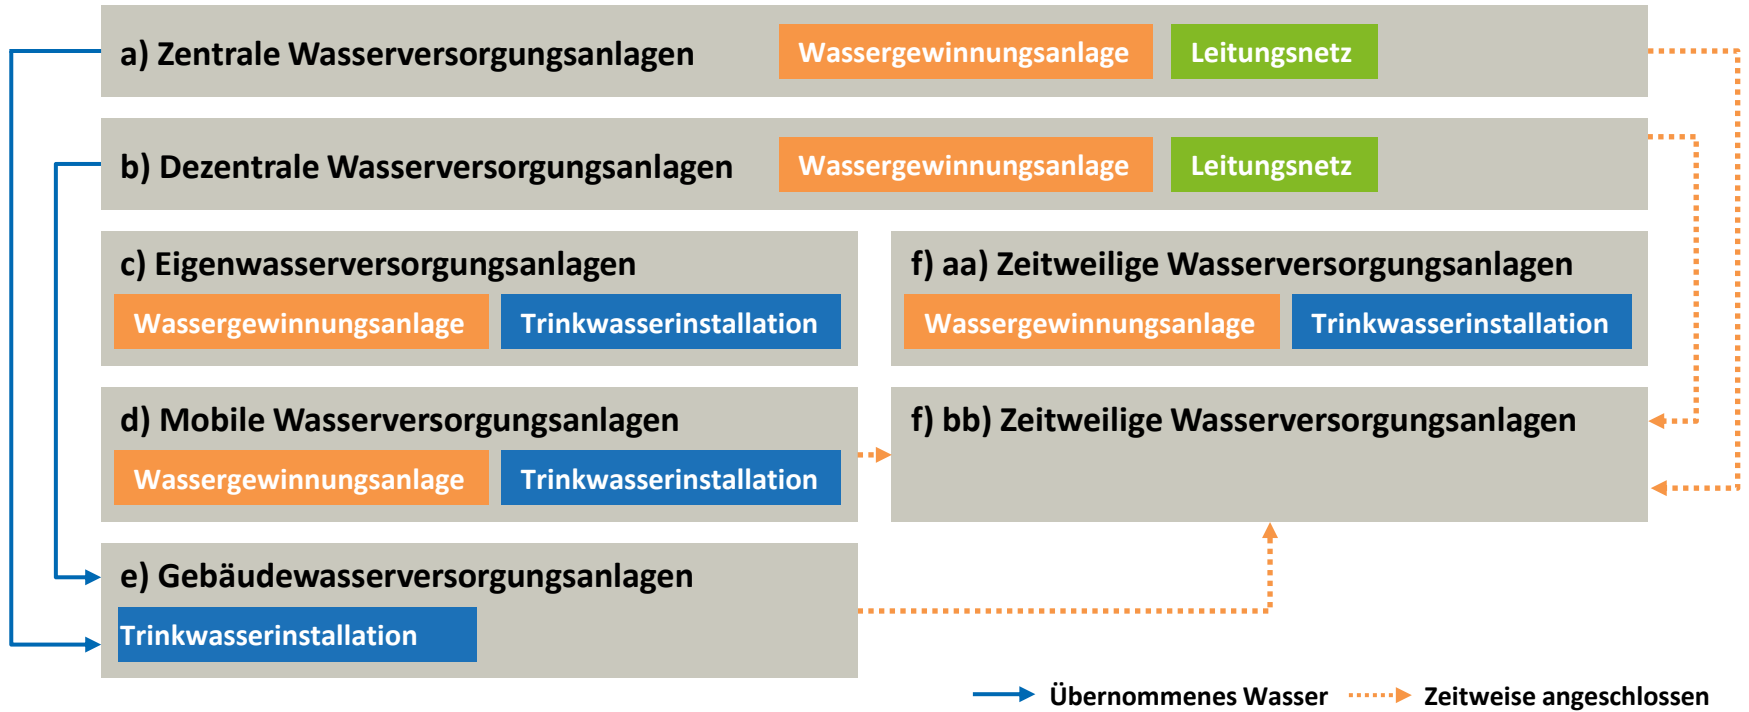 a) Zentrale Wasserversorgungsanlagen Wassergewinnungsanlage Leitungsnetz
b) Dezentrale Wasserversorgungsanlagen Wassergewinnungsanlage Leitungsnetz
c) Eigenwasserversorgungsanlagen
Wassergewinnungsanlage Trinkwasserinstallation
f) aa) Zeitweilige Wasserversorgungsanlagen
Wassergewinnungsanlage Trinkwasserinstallation
d) Mobile Wasserversorgungsanlagen
Wassergewinnungsanlage Trinkwasserinstallation
f) bb) Zeitweilige Wasserversorgungsanlagen
e) Gebäudewasserversorgungsanlagen
Trinkwasserinstallation
Übernommenes Wasser Zeitweise angeschlossen